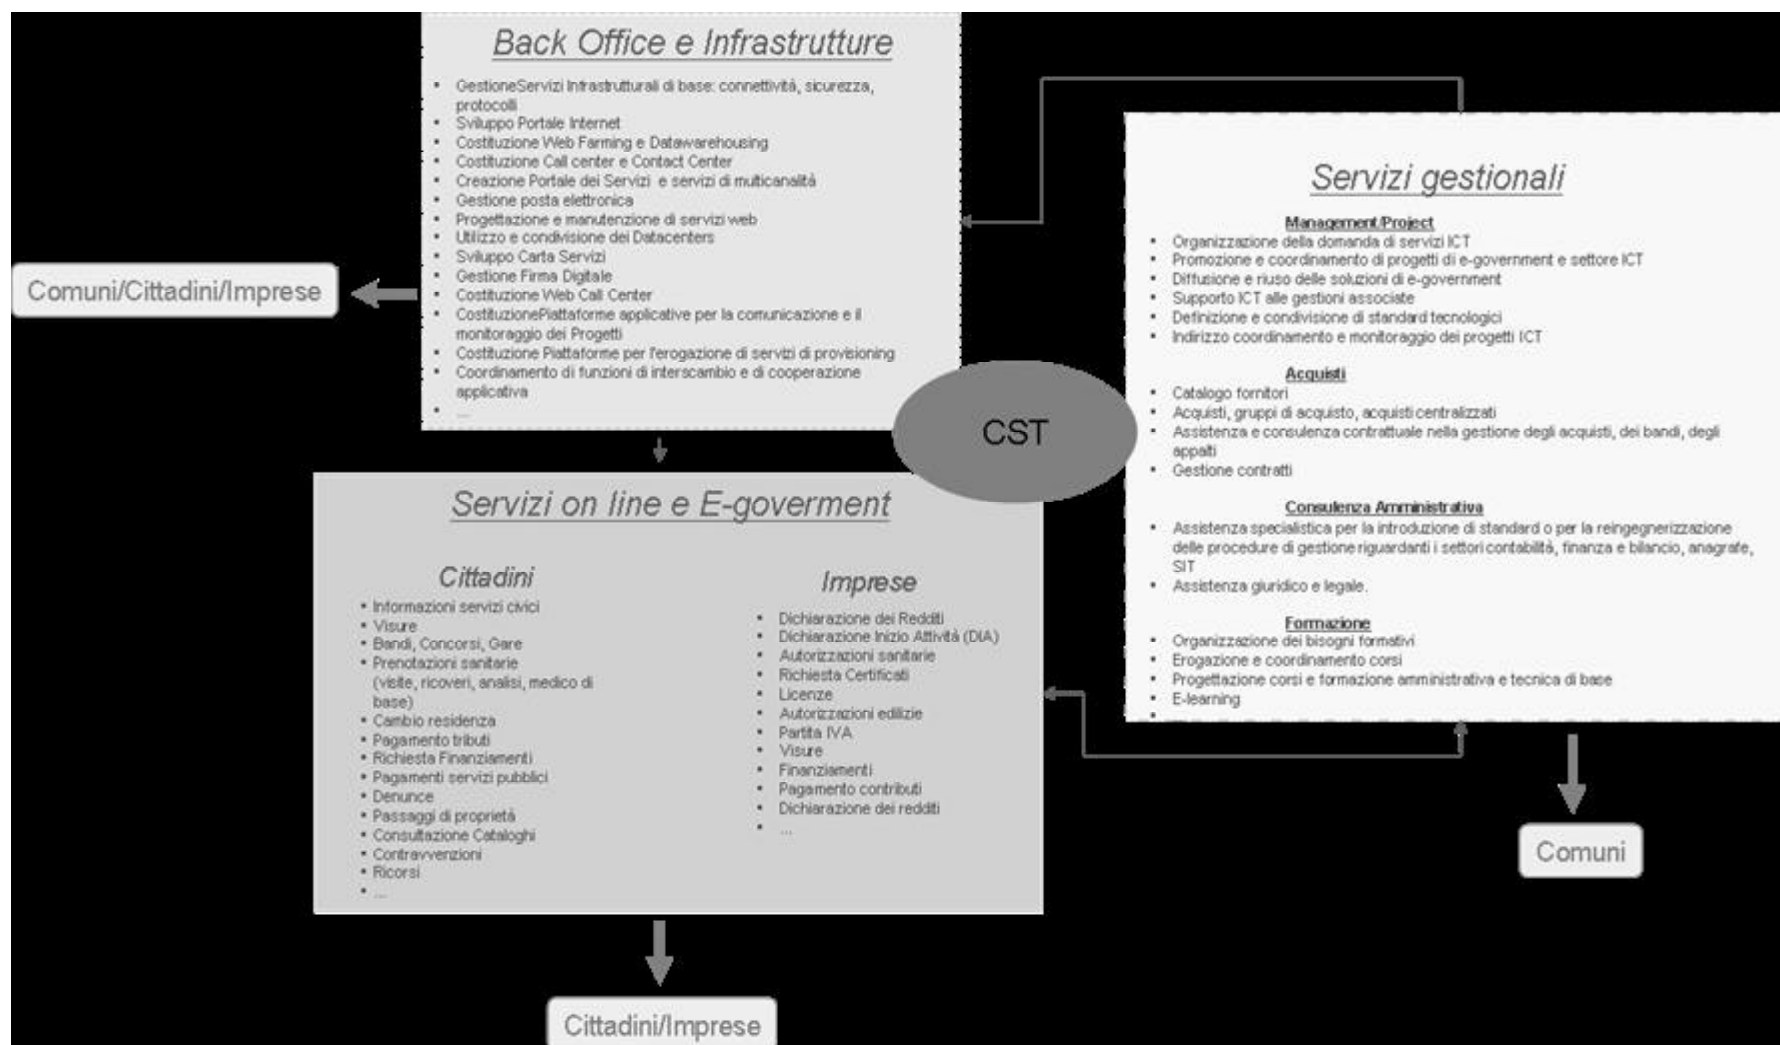 Back Office e Infrastrutture
• GestioneServizi Infrastrutturali di base: connettività, sicurezza,
protocolli
• Sviluppo Portale Internet
• Costituzione Web Farming e Datawarehousing
• Costituzione Call center e Contact Center
• Creazione Portale dei Servizi e servizi di multicanalità
• Gestione posta elettronica
• Progettazione e manutenzione di servizi web
• Utilizzo e condivisione dei Datacenters
• Sviluppo Carta Servizi
• Gestione Firma Digitale
• Costituzione Web Call Center
• CostituzionePiattaforme applicative per la comunicazione e il
monitoraggio dei Progetti
• Costituzione Piattaforme per l'erogazione di servizi di provisioning
• Coordinamento di funzioni di interscambio e di cooperazione
applicativa
• ...
Comuni/Cittadini/Imprese
CST
Servizi gestionali
Management/Project
• Organizzazione della domanda di servizi ICT
• Promozione e coordinamento di progetti di e-government e settore ICT
• Diffusione e riuso delle soluzioni di e-government
• Supporto ICT alle gestioni associate
• Definizione e condivisione di standard tecnologici
• Indirizzo coordinamento e monitoraggio dei progetti ICT
Acquisti
• Catalogo fornitori
• Acquisti, gruppi di acquisto, acquisti centralizzati
• Assistenza e consulenza contrattuale nella gestione degli acquisti, dei bandi, degli
appalti
• Gestione contratti
Consulenza Amministrativa
• Assistenza specialistica per la introduzione di standard o per la reingegnerizzazione
delle procedure di gestione riguardanti i settori contabilità, finanza e bilancio, anagrafe,
SIT
• Assistenza giuridico e legale.
Formazione
• Organizzazione dei bisogni formativi
• Erogazione e coordinamento corsi
• Progettazione corsi e formazione amministrativa e tecnica di base
• E-learning
• ...
Comuni
Servizi on line e E-goverment
Cittadini
• Informazioni servizi civici
• Visure
• Bandi, Concorsi, Gare
• Prenotazioni sanitarie
(visite, ricoveri, analisi, medico di
base)
• Cambio residenza
• Pagamento tributi
• Richiesta Finanziamenti
• Pagamenti servizi pubblici
• Denunce
• Passaggi di proprietà
• Consultazione Cataloghi
• Contravvenzioni
• Ricorsi
• ...
Imprese
• Dichiarazione dei Redditi
• Dichiarazione Inizio Attività (DIA)
• Autorizzazioni sanitarie
• Richiesta Certificati
• Licenze
• Autorizzazioni edilizie
• Partita IVA
• Visure
• Finanziamenti
• Pagamento contributi
• Dichiarazione dei redditi
• ...
Cittadini/Imprese